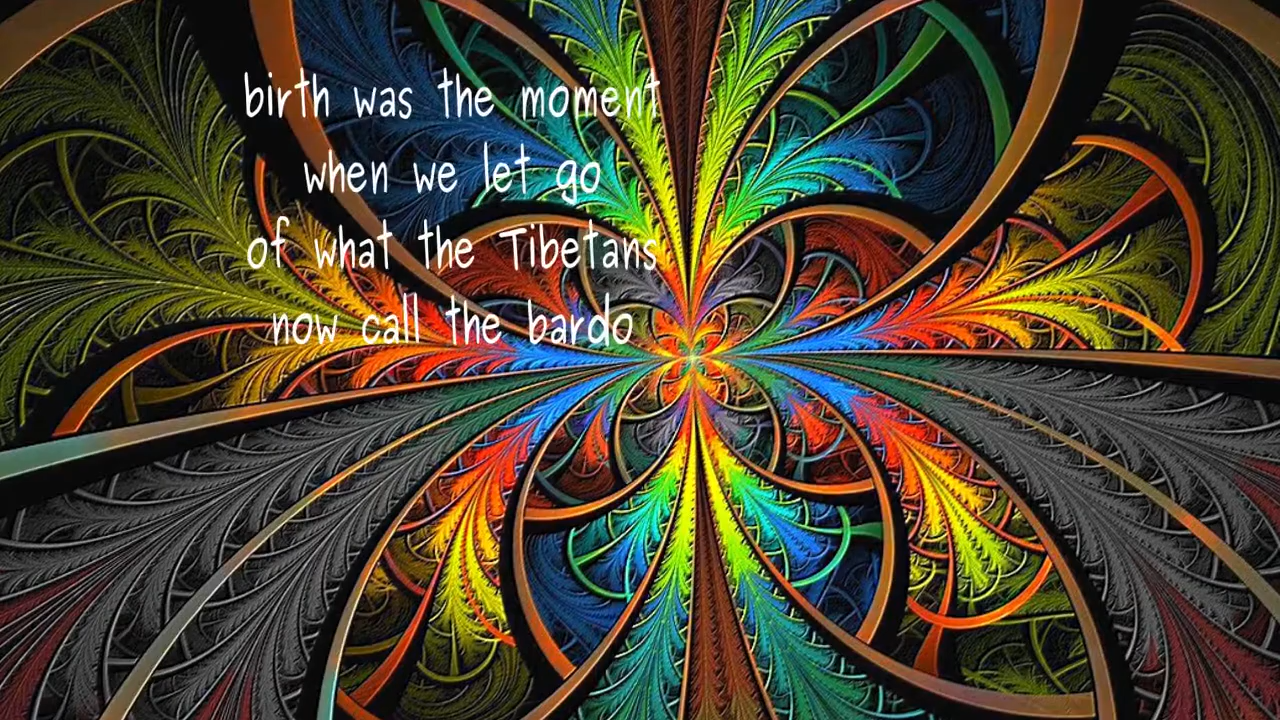 birth was the moment
when we let go
of what the Tibetans
now call the bardo